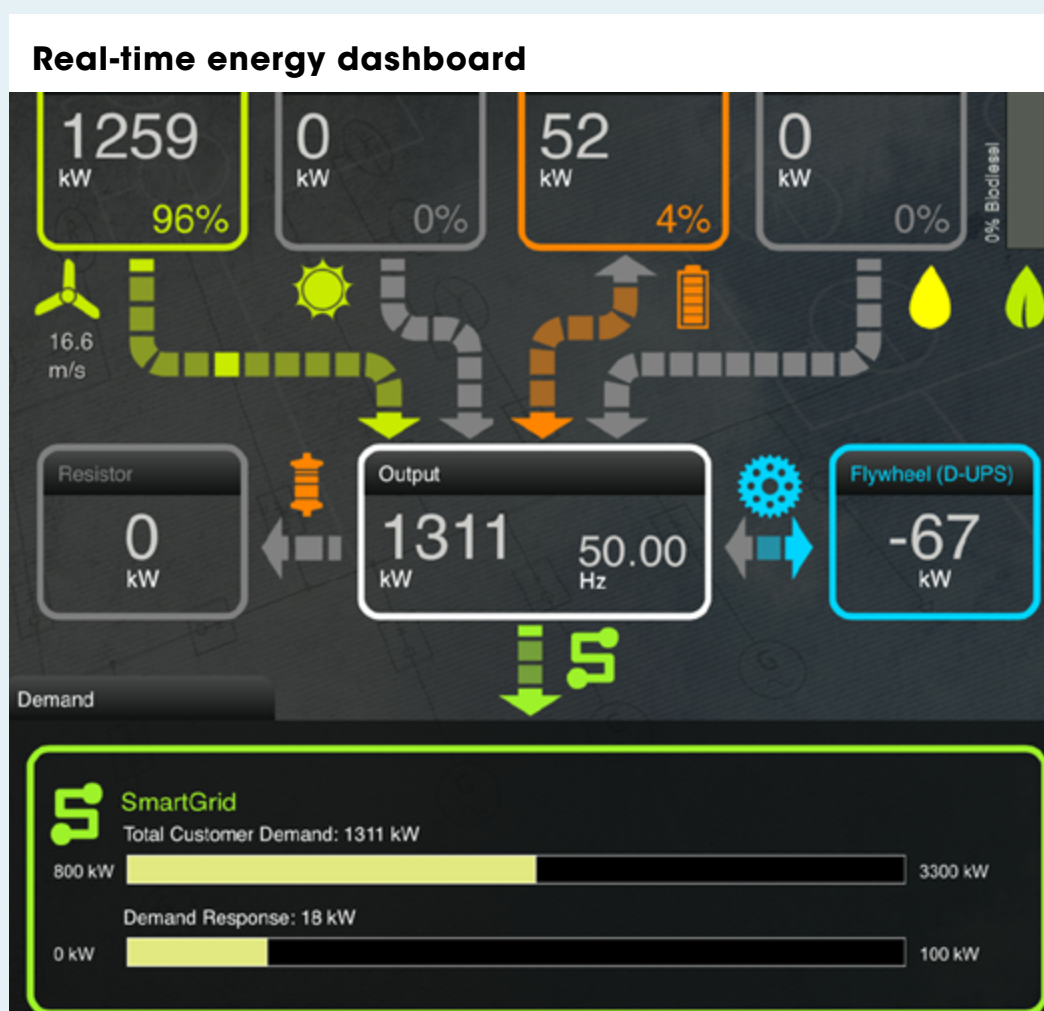 Real-time energy dashboard
1259
kW
96%
0
kW
0%
52
kW
4%
0
kW
0%
0% Biodiesel
16.6
m/s
Resistor
0
kW
Output
1311
kW
50.00
Hz
Flywheel (D-UPS)
-67
kW
Demand
SmartGrid
Total Customer Demand: 1311 kW
800 kW
3300 kW
Demand Response: 18 kW
0 kW
100 kW